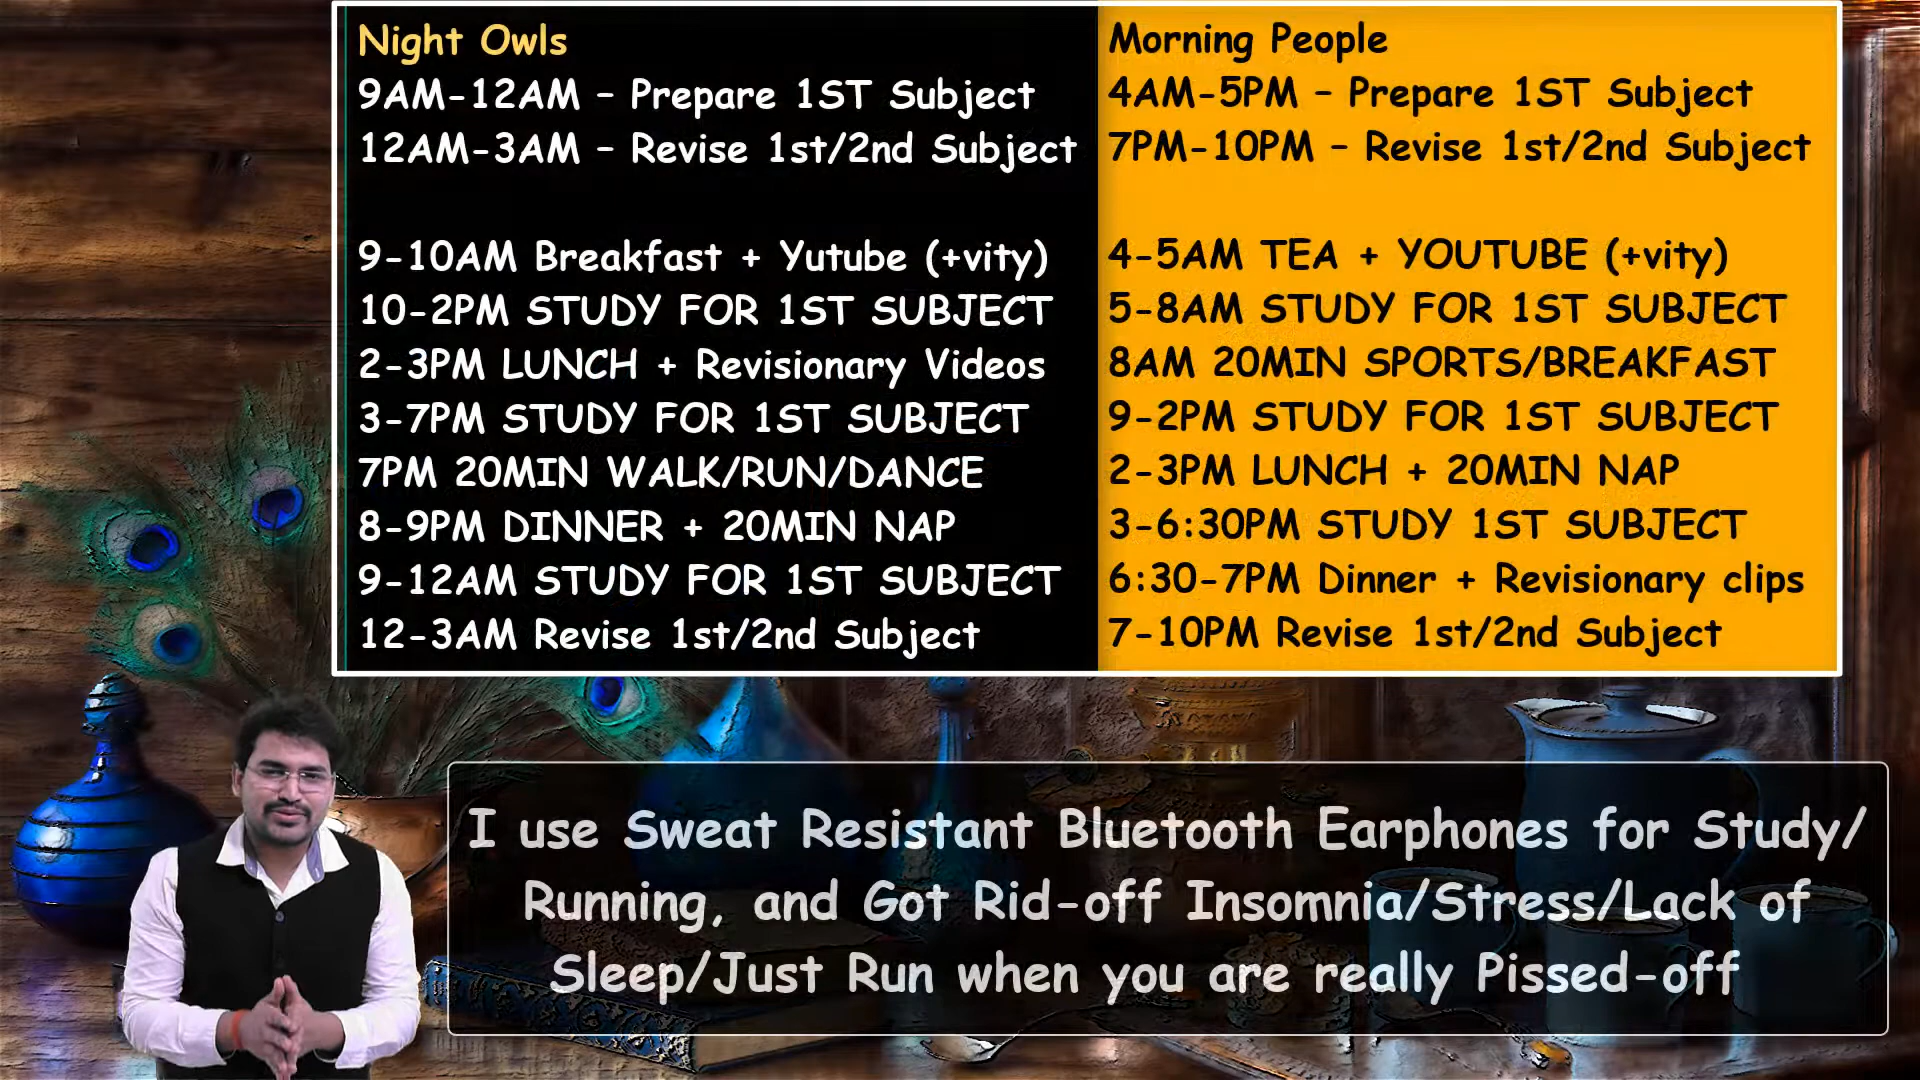 Night Owls
9AM-12AM – Prepare 1ST Subject
12AM-3AM – Revise 1st/2nd Subject
9-10AM Breakfast + Yutube (+vity)
10-2PM STUDY FOR 1ST SUBJECT
2-3PM LUNCH + Revisionary Videos
3-7PM STUDY FOR 1ST SUBJECT
7PM 20MIN WALK/RUN/DANCE
8-9PM DINNER + 20MIN NAP
9-12AM STUDY FOR 1ST SUBJECT
12-3AM Revise 1st/2nd Subject
Morning People
4AM-5PM – Prepare 1ST Subject
7PM-10PM – Revise 1st/2nd Subject
4-5AM TEA + YOUTUBE (+vity)
5-8AM STUDY FOR 1ST SUBJECT
8AM 20MIN SPORTS/BREAKFAST
9-2PM STUDY FOR 1ST SUBJECT
2-3PM LUNCH + 20MIN NAP
3-6:30PM STUDY 1ST SUBJECT
6:30-7PM Dinner + Revisionary clips
7-10PM Revise 1st/2nd Subject
I use Sweat Resistant Bluetooth Earphones for Study/
Running, and Got Rid-off Insomnia/Stress/Lack of
Sleep/Just Run when you are really Pissed-off